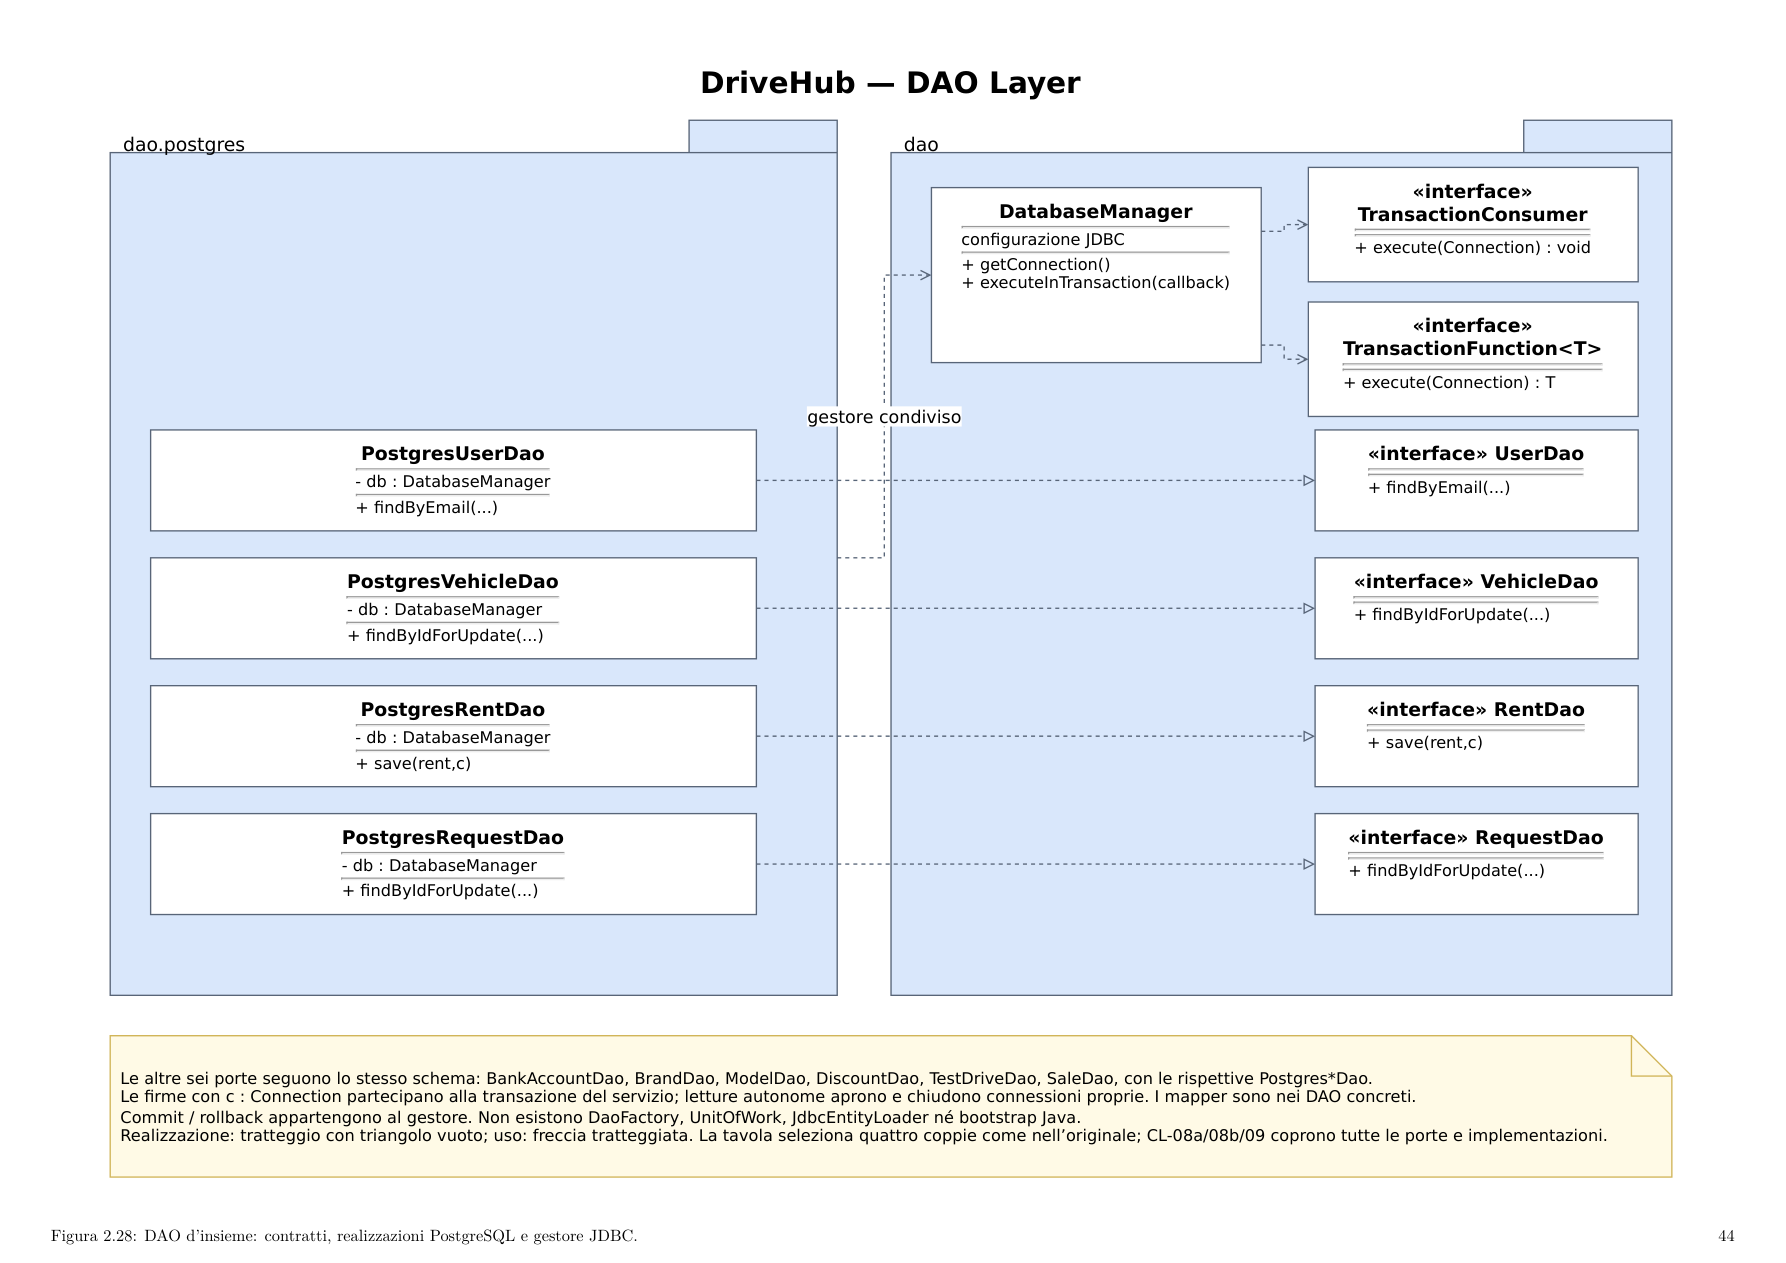 DriveHub — DAO Layer
dao.postgres
dao
DatabaseManager
configurazione JDBC
+ getConnection()
+ executeInTransaction(callback)
«interface»
TransactionConsumer
+ execute(Connection) : void
«interface»
TransactionFunction<T>
+ execute(Connection) : T
gestore condiviso
PostgresUserDao
- db : DatabaseManager
+ findByEmail(...)
«interface» UserDao
+ findByEmail(...)
PostgresVehicleDao
- db : DatabaseManager
+ findByIdForUpdate(...)
«interface» VehicleDao
+ findByIdForUpdate(...)
PostgresRentDao
- db : DatabaseManager
+ save(rent,c)
«interface» RentDao
+ save(rent,c)
PostgresRequestDao
- db : DatabaseManager
+ findByIdForUpdate(...)
«interface» RequestDao
+ findByIdForUpdate(...)
Le altre sei porte seguono lo stesso schema: BankAccountDao, BrandDao, ModelDao, DiscountDao, TestDriveDao, SaleDao, con le rispettive Postgres*Dao.
Le firme con c : Connection partecipano alla transazione del servizio; letture autonome aprono e chiudono connessioni proprie. I mapper sono nei DAO concreti.
Commit / rollback appartengono al gestore. Non esistono DaoFactory, UnitOfWork, JdbcEntityLoader né bootstrap Java.
Realizzazione: tratteggio con triangolo vuoto; uso: freccia tratteggiata. La tavola seleziona quattro coppie come nell’originale; CL-08a/08b/09 coprono tutte le porte e implementazioni.
Figura 2.28: DAO d’insieme: contratti, realizzazioni PostgreSQL e gestore JDBC.
44